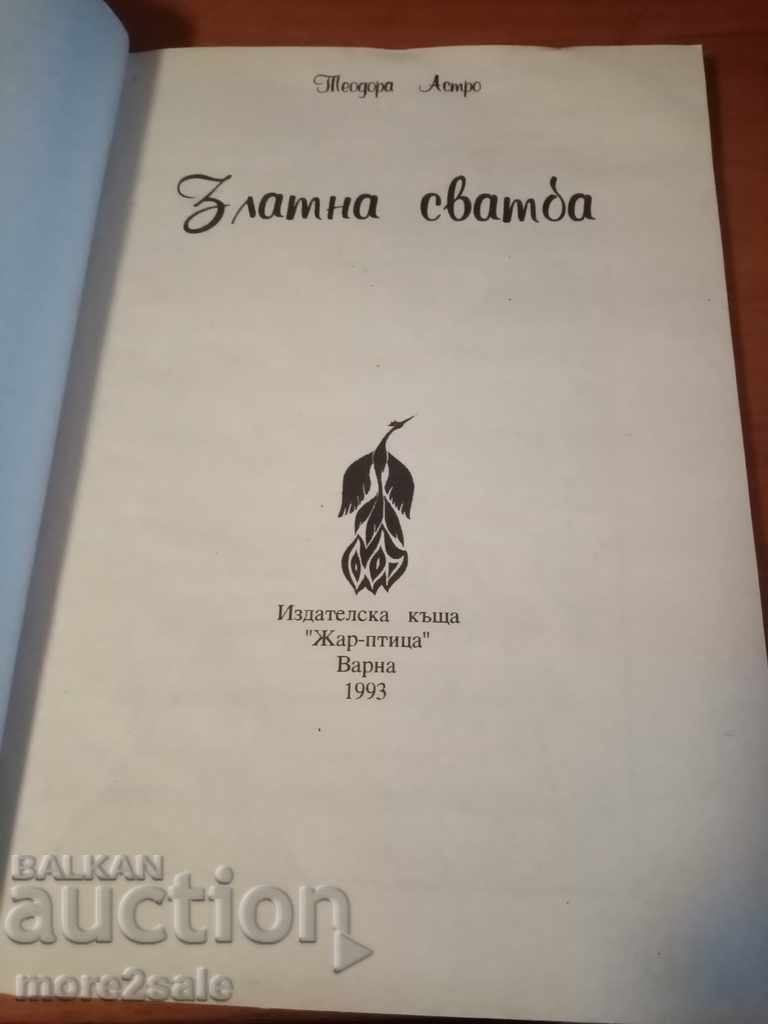 Теодора Астро
Златна сватба
Издателска къща
"Жар-птица"
Варна
1993
BALKAN
auction
more2sale